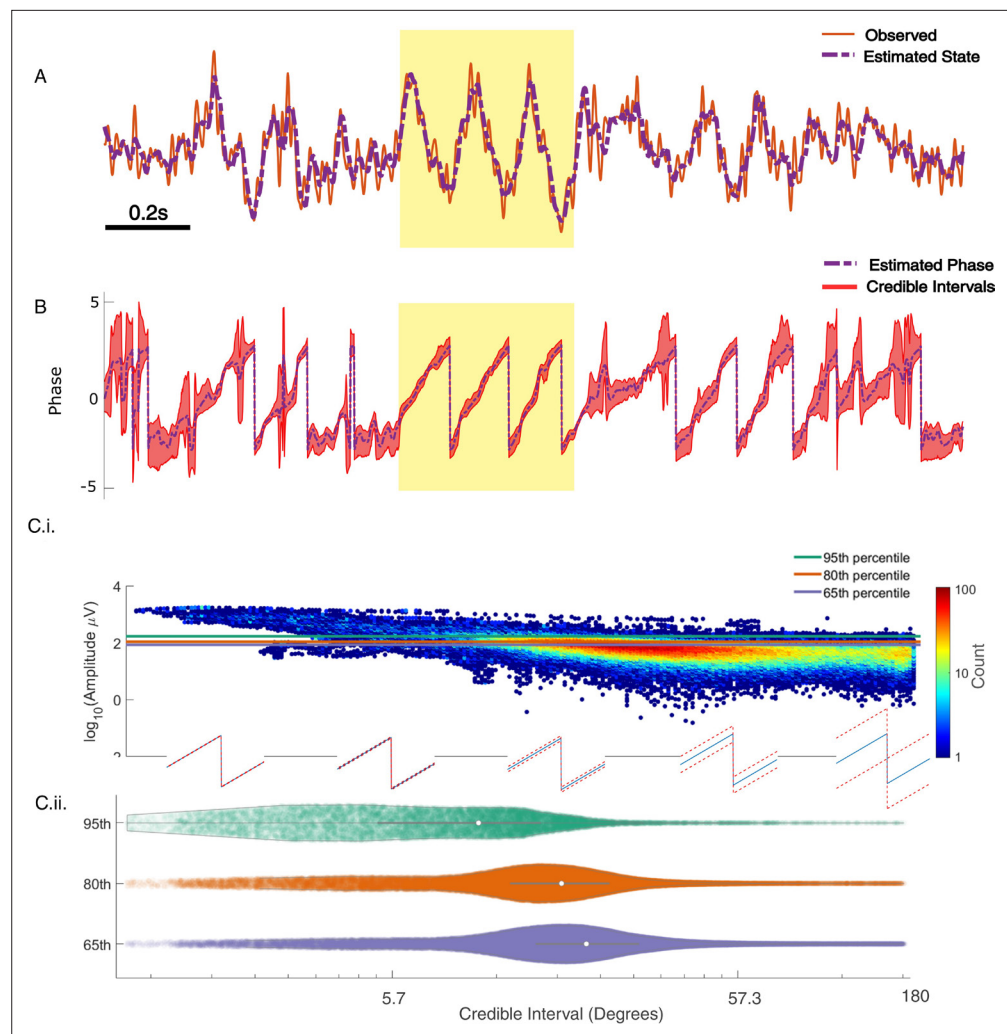 A
Observed
Estimated State
0.2s
B
Estimated Phase
Credible Intervals
5
0
-5
Phase
C.i.
95th percentile
80th percentile
65th percentile
4
2
0
log10(Amplitude μV)
100
10
1
Count
C.ii.
95th
80th
65th
5.7
57.3
180
Credible Interval (Degrees)